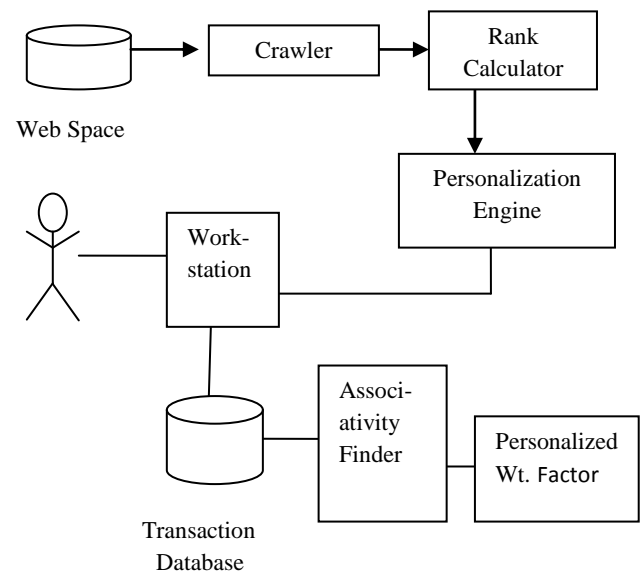 Crawler
Rank
Calculator
Web Space
Personalization
Engine
Work-
station
Associ-
ativity
Finder
Personalized
Wt. Factor
Transaction
Database